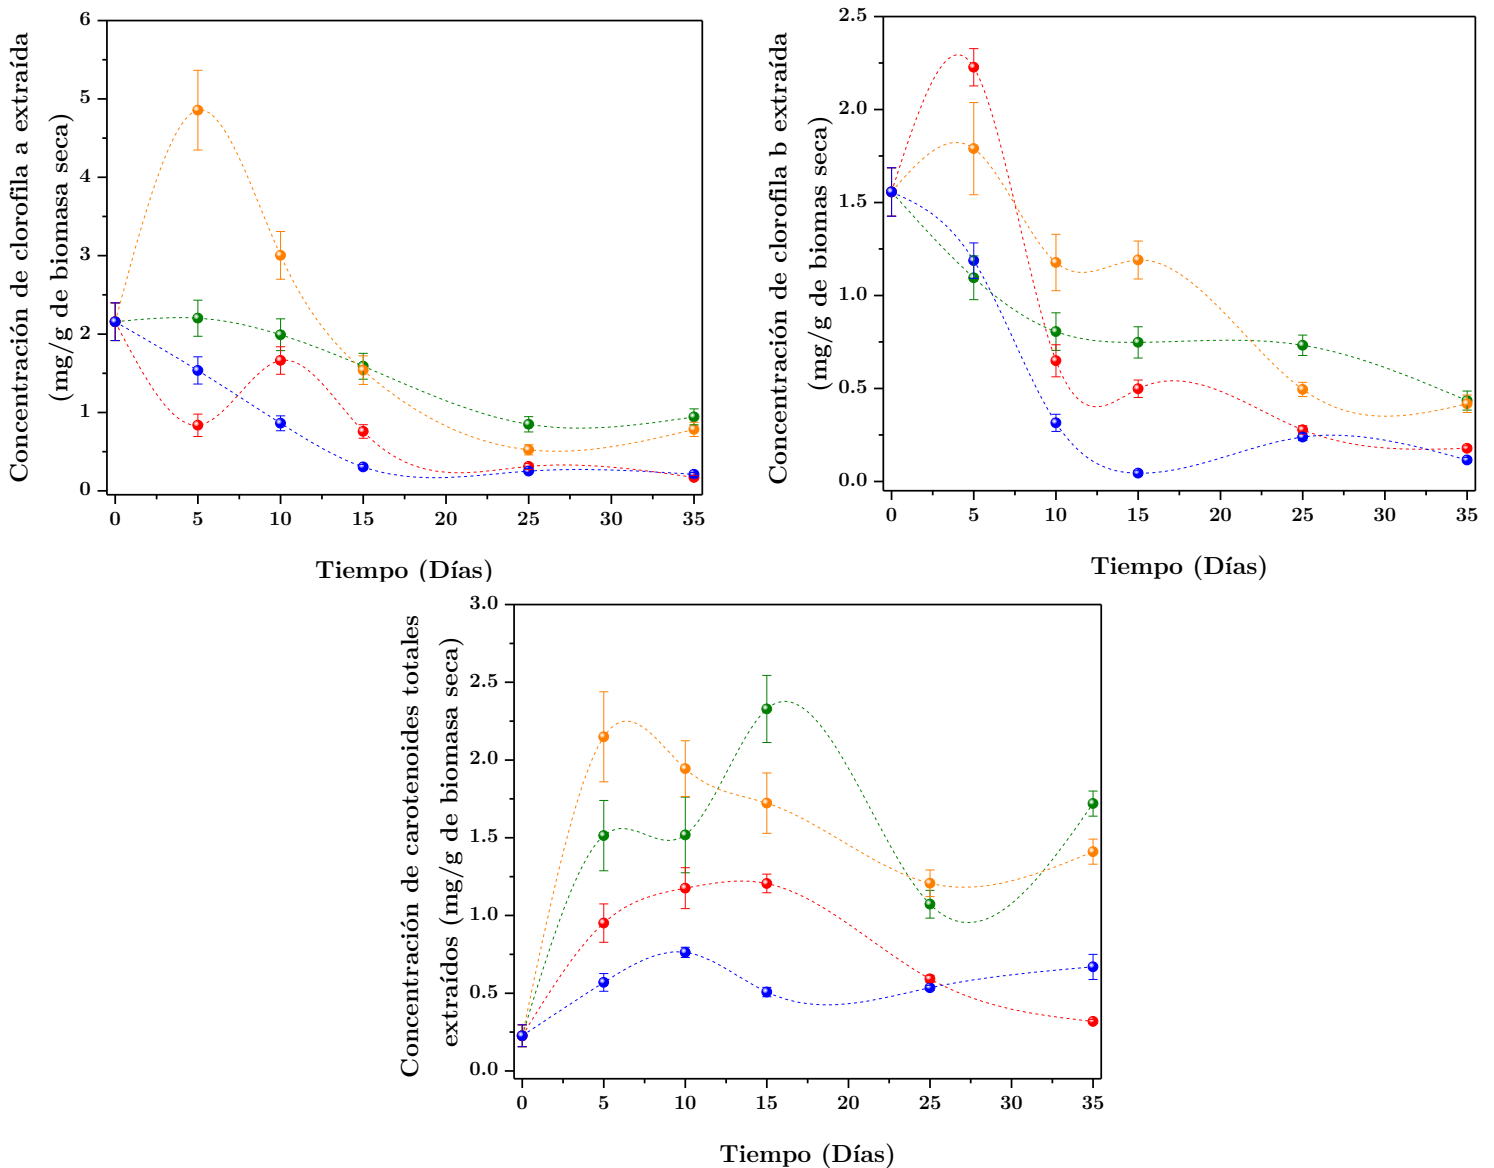 Concentración de clorofila a extraída
(mg/g de biomasa seca)
6
5
4
3
2
1
0
0 5 10 15 20 25 30 35
Tiempo (Días)
Concentración de clorofila b extraída
(mg/g de biomas seca)
2.5
2.0
1.5
1.0
0.5
0.0
0 5 10 15 20 25 30 35
Tiempo (Días)
Concentración de carotenoides totales
extraídos (mg/g de biomasa seca)
3.0
2.5
2.0
1.5
1.0
0.5
0.0
0 5 10 15 20 25 30 35
Tiempo (Días)